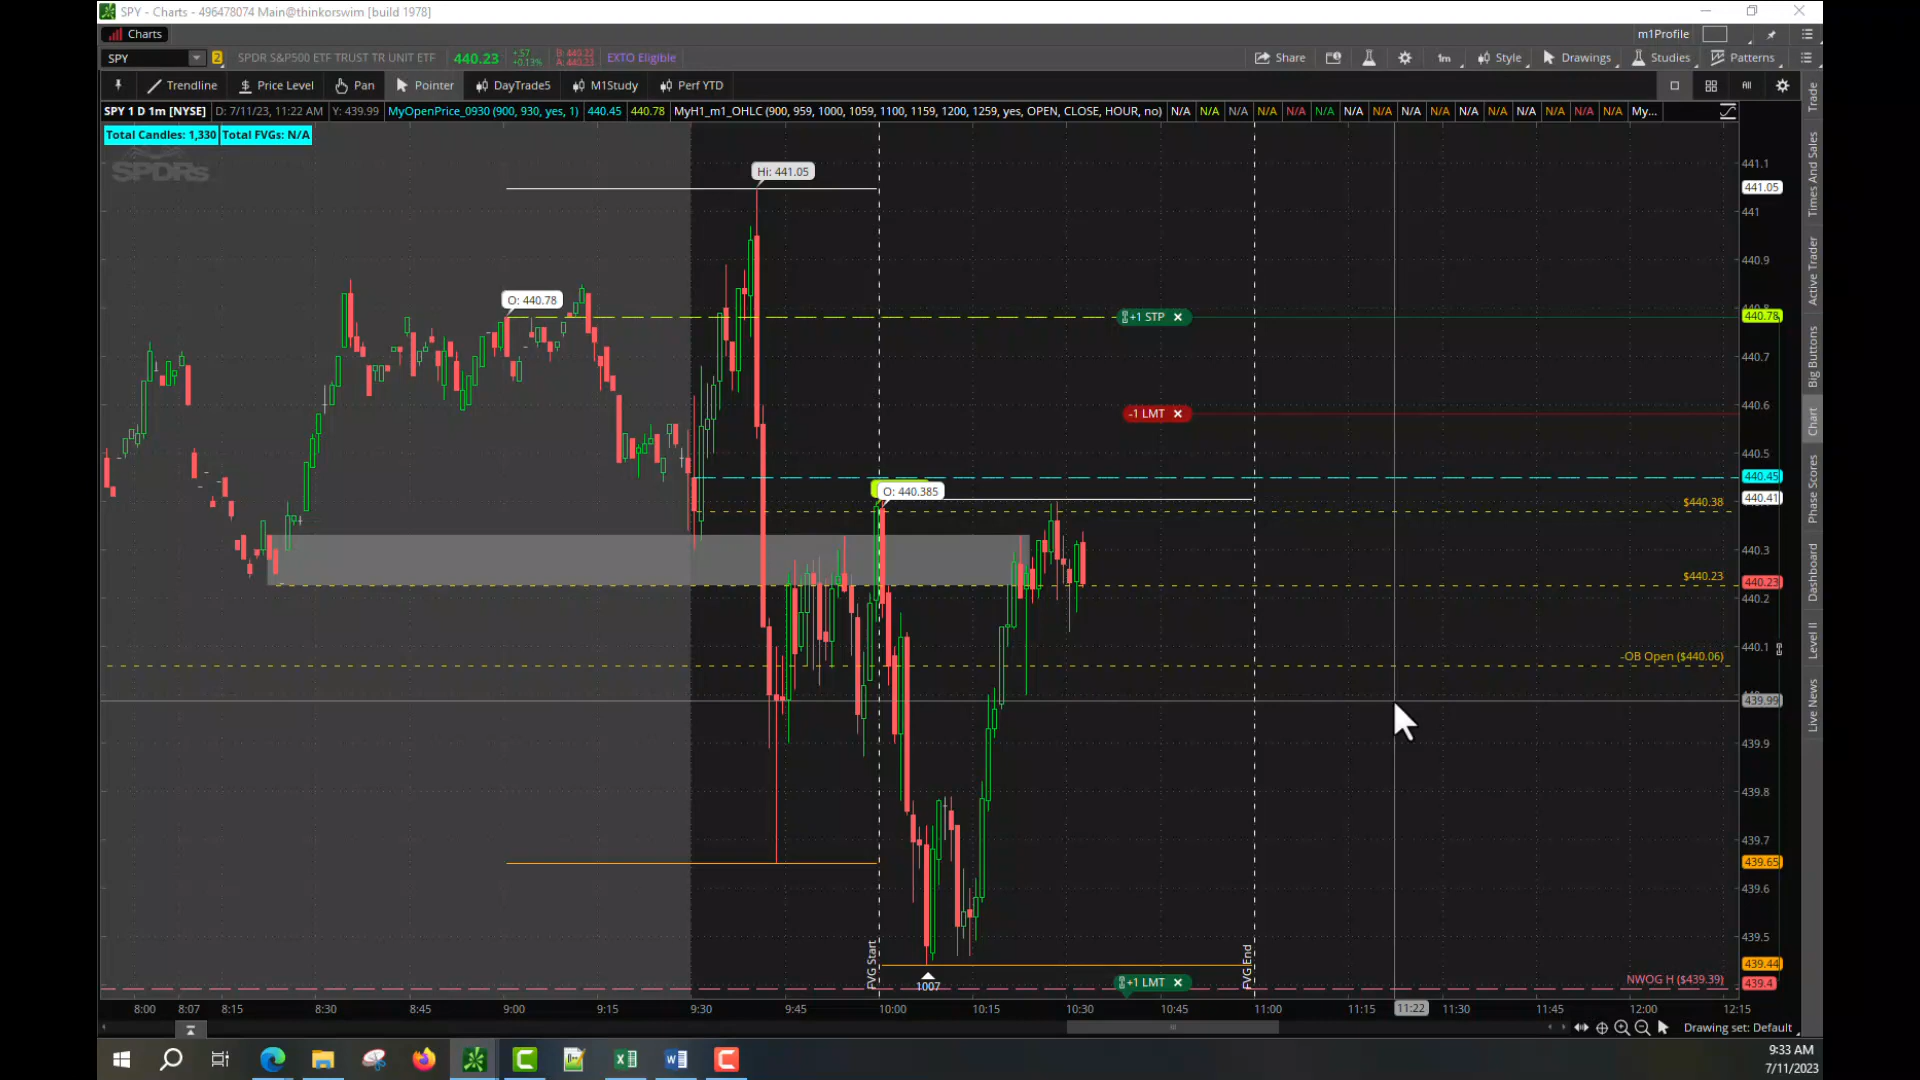 SPY - Charts - 496478074 Main@thinkorswim [build 1978]
Charts
m1Profile
SPY
2
SPDR S&P500 ETF TRUST TR UNIT ETF
440.23
+.57
+0.13%
B: 440.22
A: 440.23
EXTO Eligible
Share
1m
Style
Drawings
Studies
Patterns
Trendline
Price Level
Pan
Pointer
DayTrade5
M1Study
Perf YTD
All
SPY 1 D 1m [NYSE] D: 7/11/23, 11:22 AM Y: 439.99 MyOpenPrice_0930 (900, 930, yes, 1) 440.45 440.78 MyH1_m1_OHLC (900, 959, 1000, 1059, 1100, 1159, 1200, 1259, yes, OPEN, CLOSE, HOUR, no) N/A N/A N/A N/A N/A N/A N/A N/A N/A N/A N/A N/A N/A N/A N/A N/A My...
Total Candles: 1,330 Total FVGs: N/A
SPDRs
Hi: 441.05
O: 440.78
O: 440.385
+1 STP
-1 LMT
+1 LMT
$440.38
$440.23
-OB Open ($440.06)
NWOG H ($439.39)
FVG Start
FVG End
1007
441.1
441.05
441
440.9
440.8
440.78
440.7
440.6
440.5
440.45
440.41
440.3
440.23
440.2
440.1
439.99
439.9
439.8
439.7
439.65
439.6
439.5
439.44
439.4
8:00
8:07
8:15
8:30
8:45
9:00
9:15
9:30
9:45
10:00
10:15
10:30
10:45
11:00
11:15
11:22
11:30
11:45
12:00
12:15
Drawing set: Default
Trade
Times And Sales
Active Trader
Big Buttons
Chart
Phase Scores
Dashboard
Level II
Live News
9:33 AM
7/11/2023